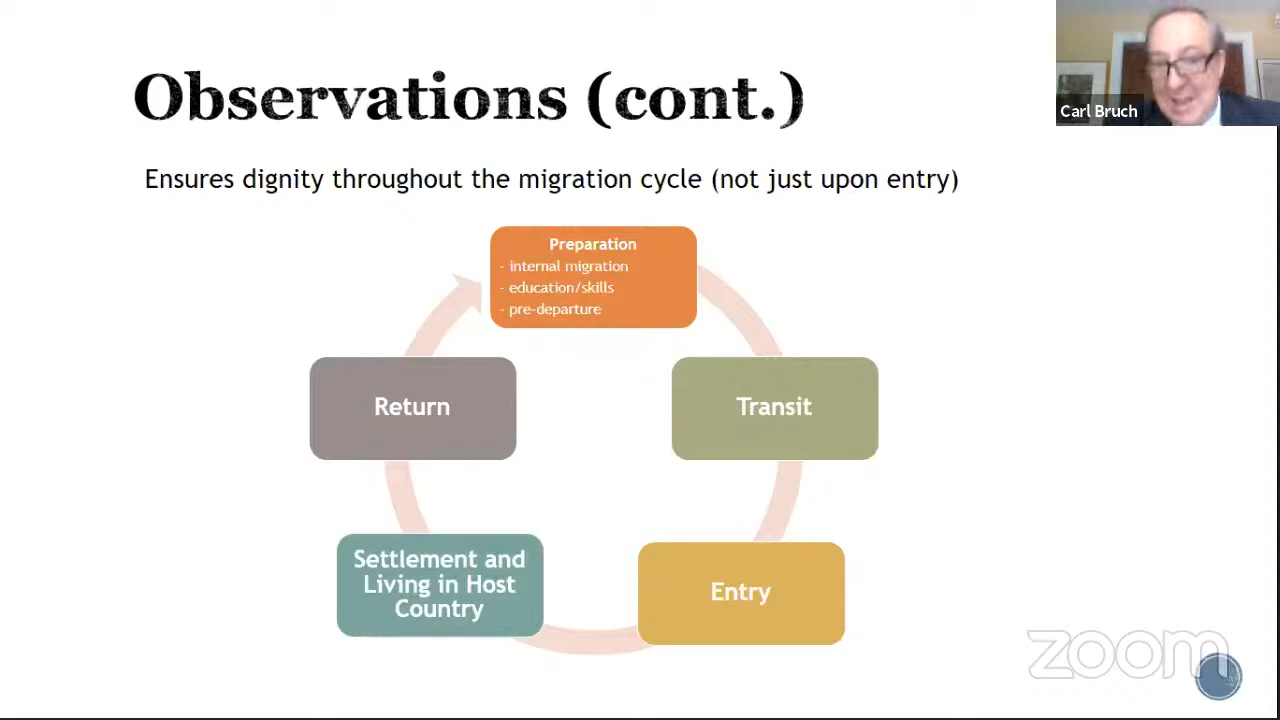 Observations (cont.)
Carl Bruch
Ensures dignity throughout the migration cycle (not just upon entry)
Preparation
- internal migration
- education/skills
- pre-departure
Return
Transit
Settlement and
Living in Host
Country
Entry
zoom